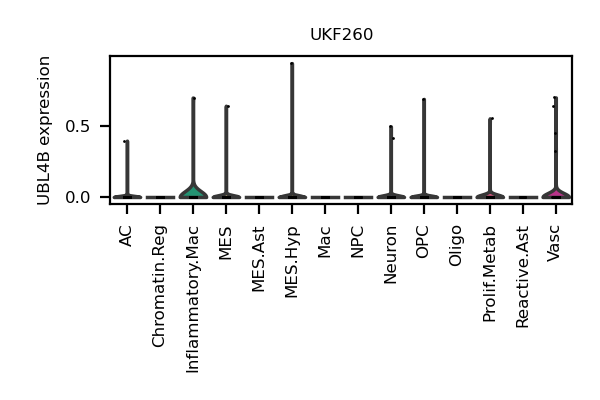 UKF260
UBL4B expression
0.5
0.0
AC
Chromatin.Reg
Inflammatory.Mac
MES
MES.Ast
MES.Hyp
Mac
NPC
Neuron
OPC
Oligo
Prolif.Metab
Reactive.Ast
Vasc